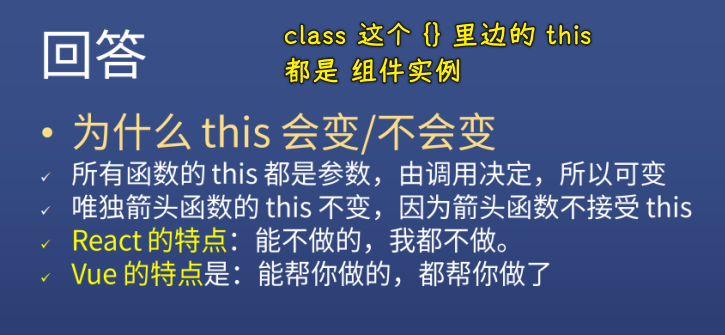 回答
class 这个 {} 里边的 this
都是 组件实例
• 为什么 this 会变/不会变
✓ 所有函数的 this 都是参数，由调用决定，所以可变
✓ 唯独箭头函数的 this 不变，因为箭头函数不接受 this
✓ React 的特点：能不做的，我都不做。
✓ Vue 的特点是：能帮你做的，都帮你做了